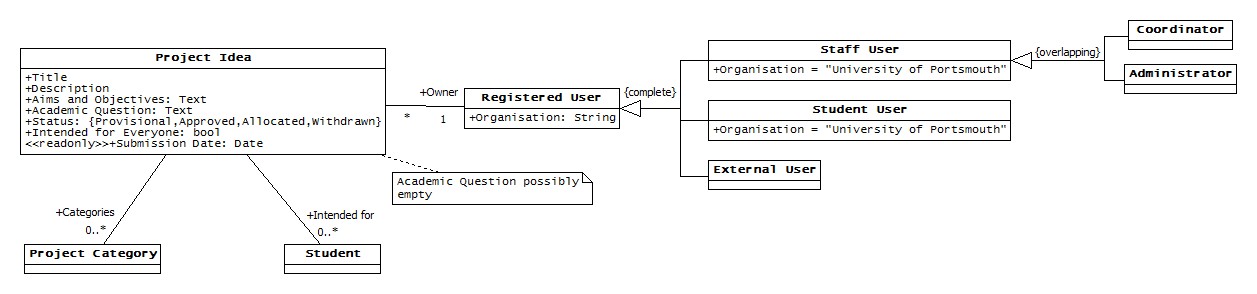 Project Idea
+Title
+Description
+Aims and Objectives: Text
+Academic Question: Text
+Status: {Provisional,Approved,Allocated,Withdrawn}
+Intended for Everyone: bool
<<readonly>>+Submission Date: Date
+Owner
*
1
Registered User
+Organisation: String
{complete}
Staff User
+Organisation = "University of Portsmouth"
{overlapping}
Coordinator
Administrator
Student User
+Organisation = "University of Portsmouth"
External User
Academic Question possibly
empty
+Categories
0..*
Project Category
+Intended for
0..*
Student